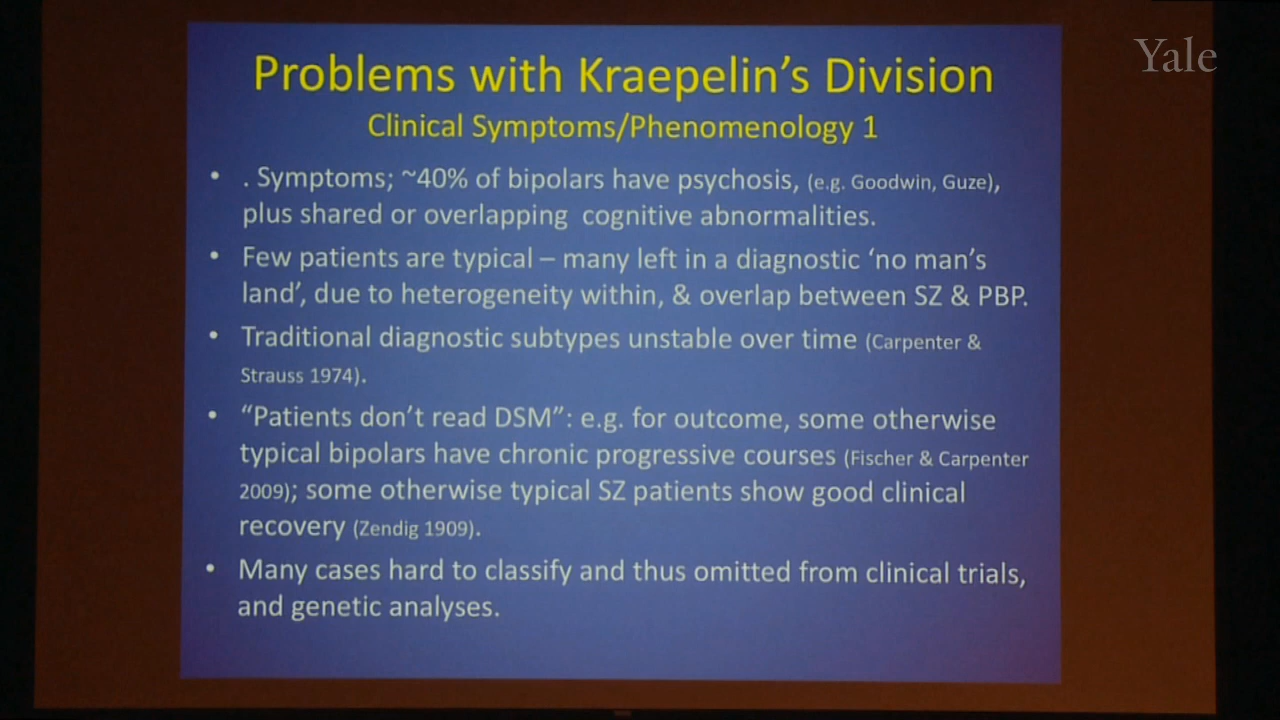 Yale
Problems with Kraepelin's Division
Clinical Symptoms/Phenomenology 1
• . Symptoms; ~40% of bipolars have psychosis, (e.g. Goodwin, Guze),
plus shared or overlapping cognitive abnormalities.
• Few patients are typical – many left in a diagnostic ‘no man’s
land’, due to heterogeneity within, & overlap between SZ & PBP.
• Traditional diagnostic subtypes unstable over time (Carpenter &
Strauss 1974).
• “Patients don’t read DSM”: e.g. for outcome, some otherwise
typical bipolars have chronic progressive courses (Fischer & Carpenter
2009); some otherwise typical SZ patients show good clinical
recovery (Zendig 1909).
• Many cases hard to classify and thus omitted from clinical trials,
and genetic analyses.